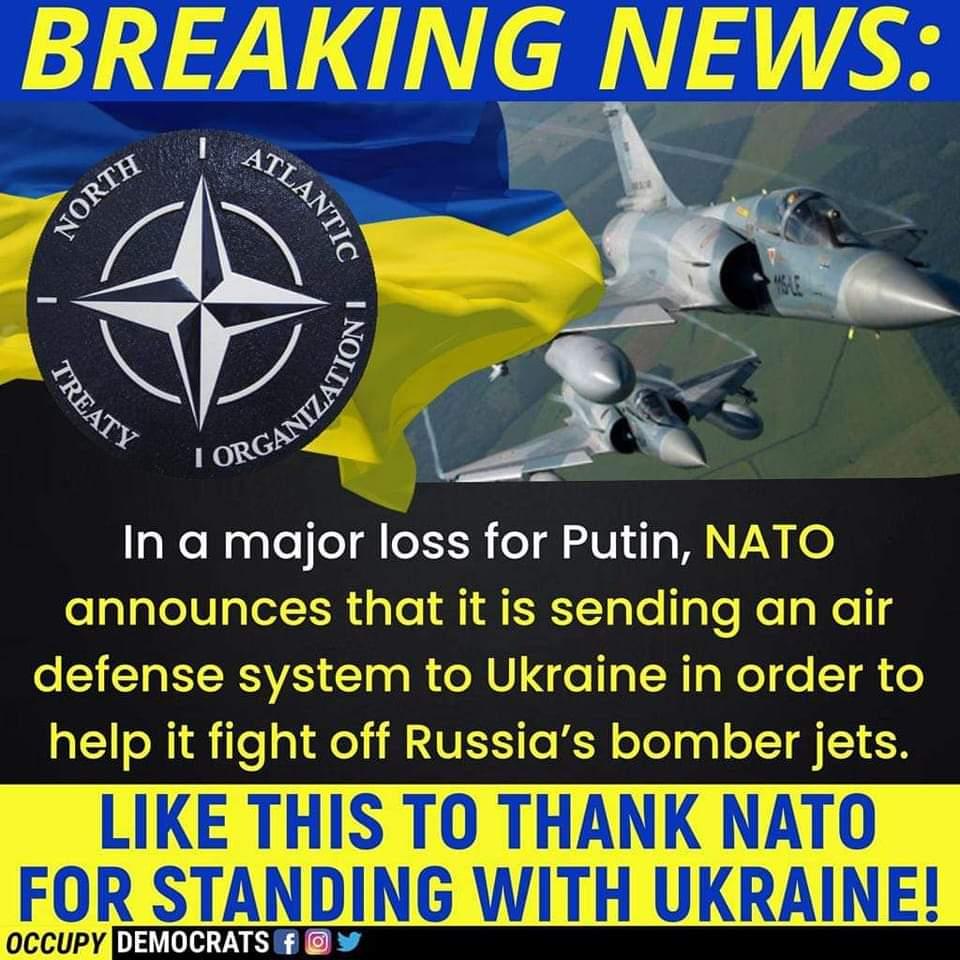 BREAKING NEWS:
NORTH
ATLANTIC
TREATY
ORGANIZATION
115-LE
In a major loss for Putin, NATO
announces that it is sending an air
defense system to Ukraine in order to
help it fight off Russia's bomber jets.
LIKE THIS TO THANK NATO
FOR STANDING WITH UKRAINE!
OCCUPY DEMOCRATS